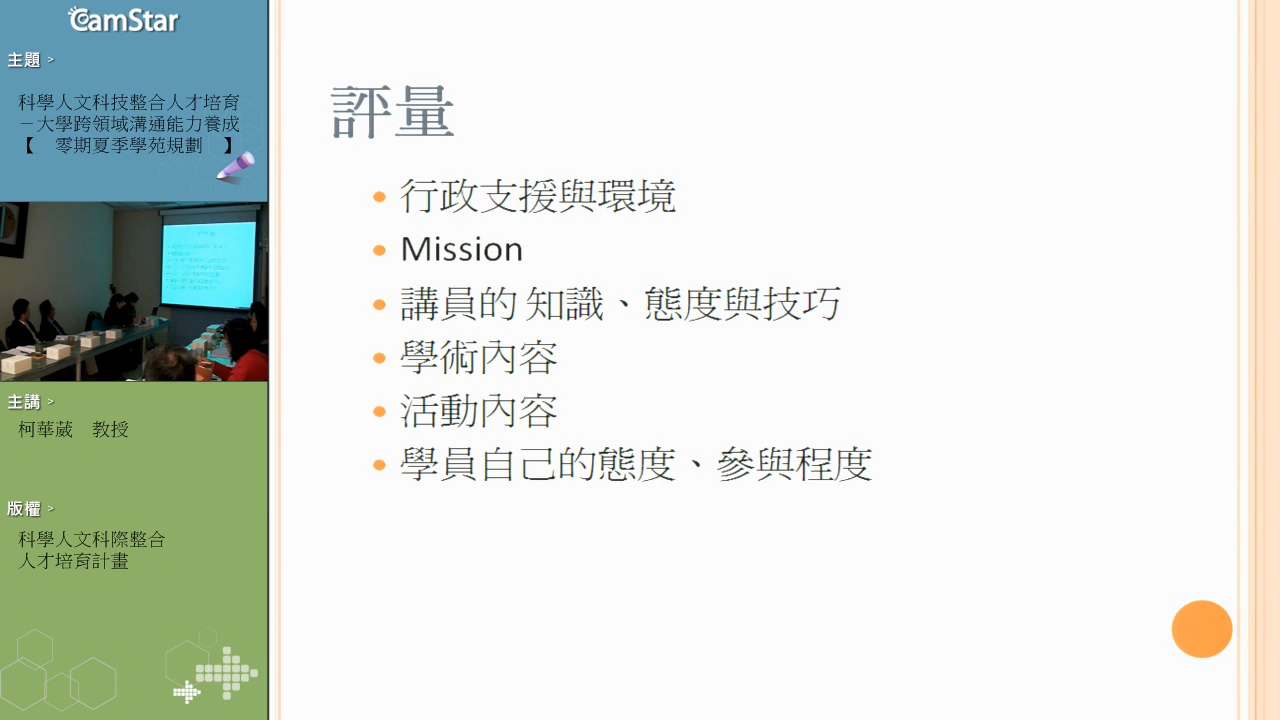 CamStar
主題 >
科學人文科技整合人才培育
－大學跨領域溝通能力養成
【　零期夏季學苑規劃　】
主講 >
柯華葳　教授
版權 >
科學人文科際整合
人才培育計畫
評量
• 行政支援與環境
• Mission
• 講員的 知識、態度與技巧
• 學術內容
• 活動內容
• 學員自己的態度、參與程度